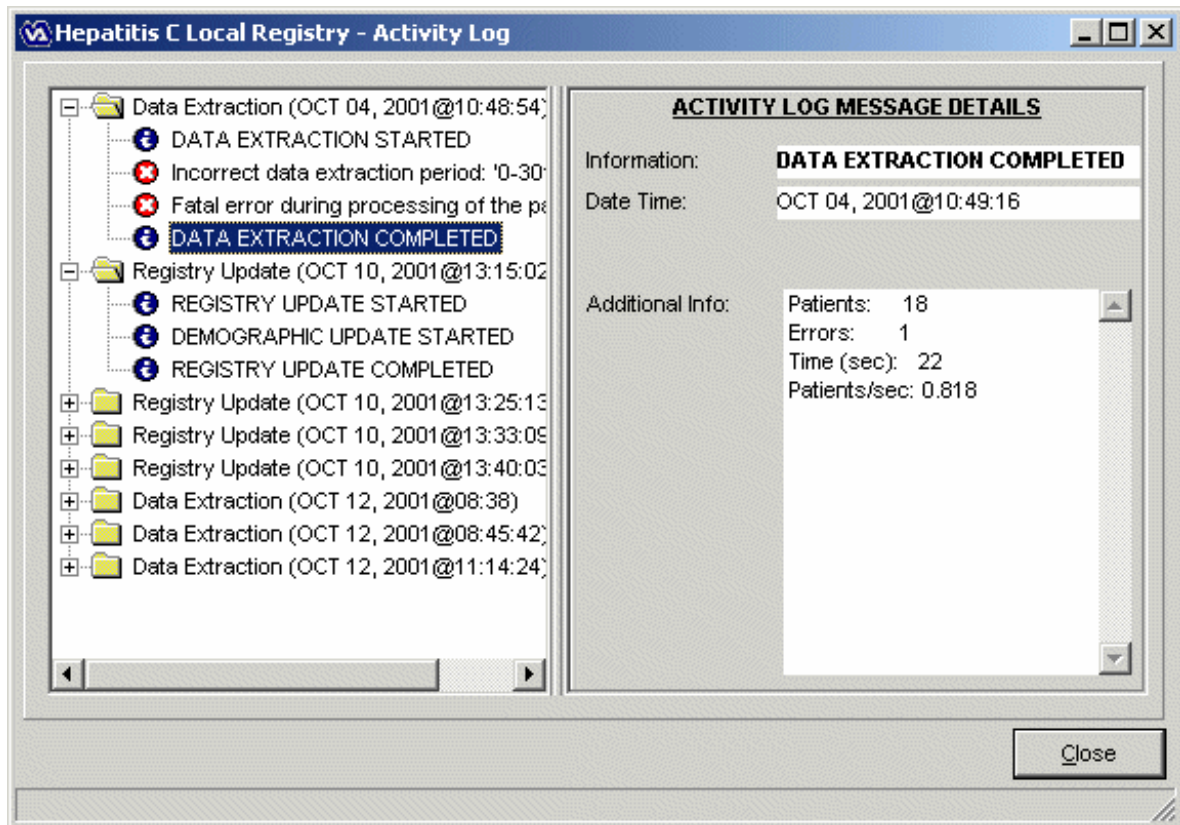 Hepatitis C Local Registry - Activity Log
Data Extraction (OCT 04, 2001@10:48:54)
DATA EXTRACTION STARTED
Incorrect data extraction period: '0-30
Fatal error during processing of the
DATA EXTRACTION COMPLETED
Registry Update (OCT 10, 2001@13:15:02
REGISTRY UPDATE STARTED
DEMOGRAPHIC UPDATE STARTED
REGISTRY UPDATE COMPLETED
Registry Update (OCT 10, 2001@13:25:13
Registry Update (OCT 10, 2001@13:33:09
Registry Update (OCT 10, 2001@13:40:03
Data Extraction (OCT 12, 2001@08:38)
Data Extraction (OCT 12, 2001@08:45:42)
Data Extraction (OCT 12, 2001@11:14:24)
ACTIVITY LOG MESSAGE DETAILS
Information: DATA EXTRACTION COMPLETED
Date Time: OCT 04, 2001@10:49:16
Additional Info: Patients: 18
Errors: 1
Time (sec): 22
Patients/sec: 0.818
Close